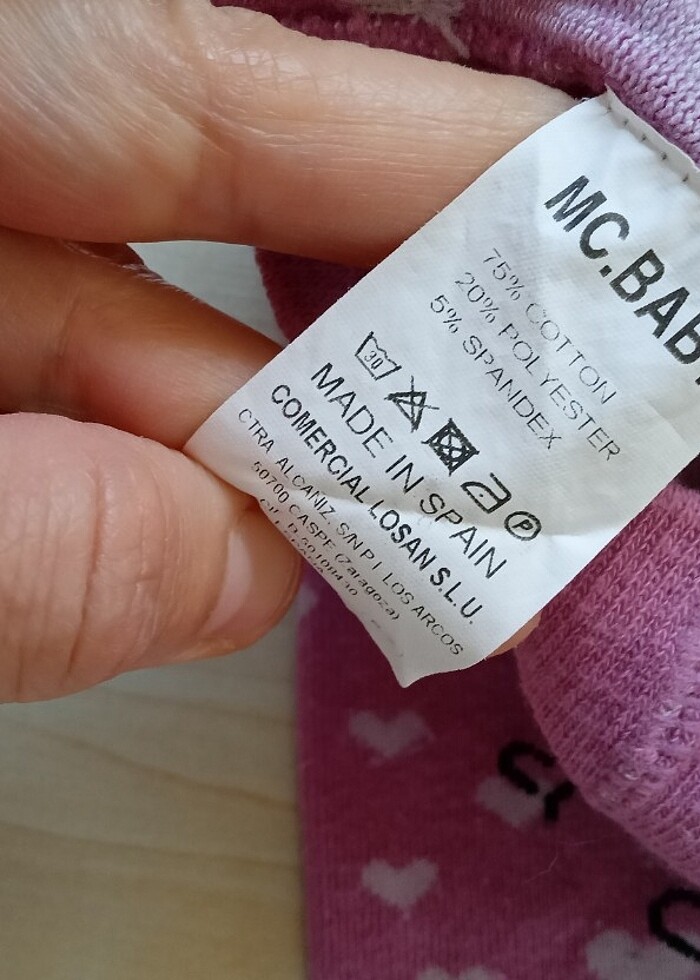 MC.BAB
75% COTTON
20% POLYESTER
5% SPANDEX
30
P
MADE IN SPAIN
COMERCIAL LOSAN S.L.U.
CTRA ALCAÑIZ, S/N P.I. LOS ARCOS
50700 CASPE (Zaragoza)